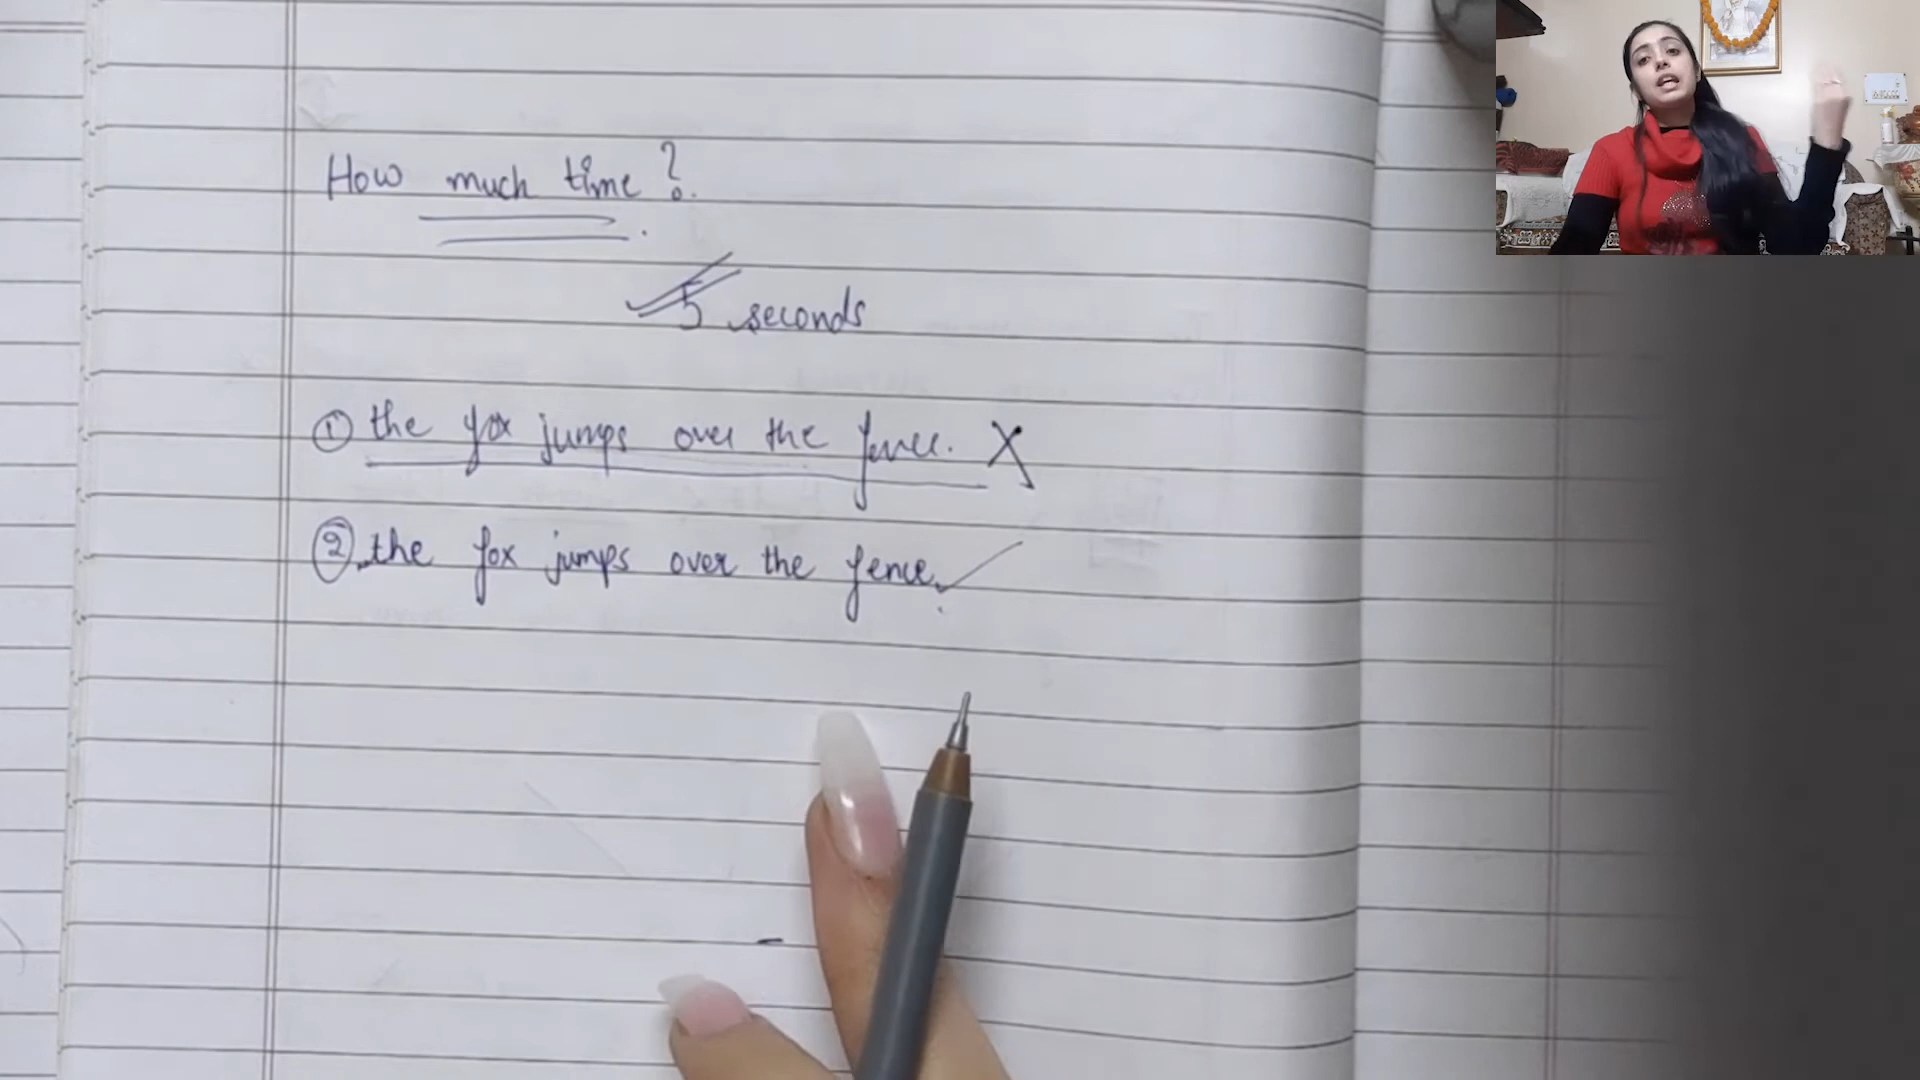 How much time?
5 seconds
① the fox jumps over the fence. X
② the fox jumps over the fence.